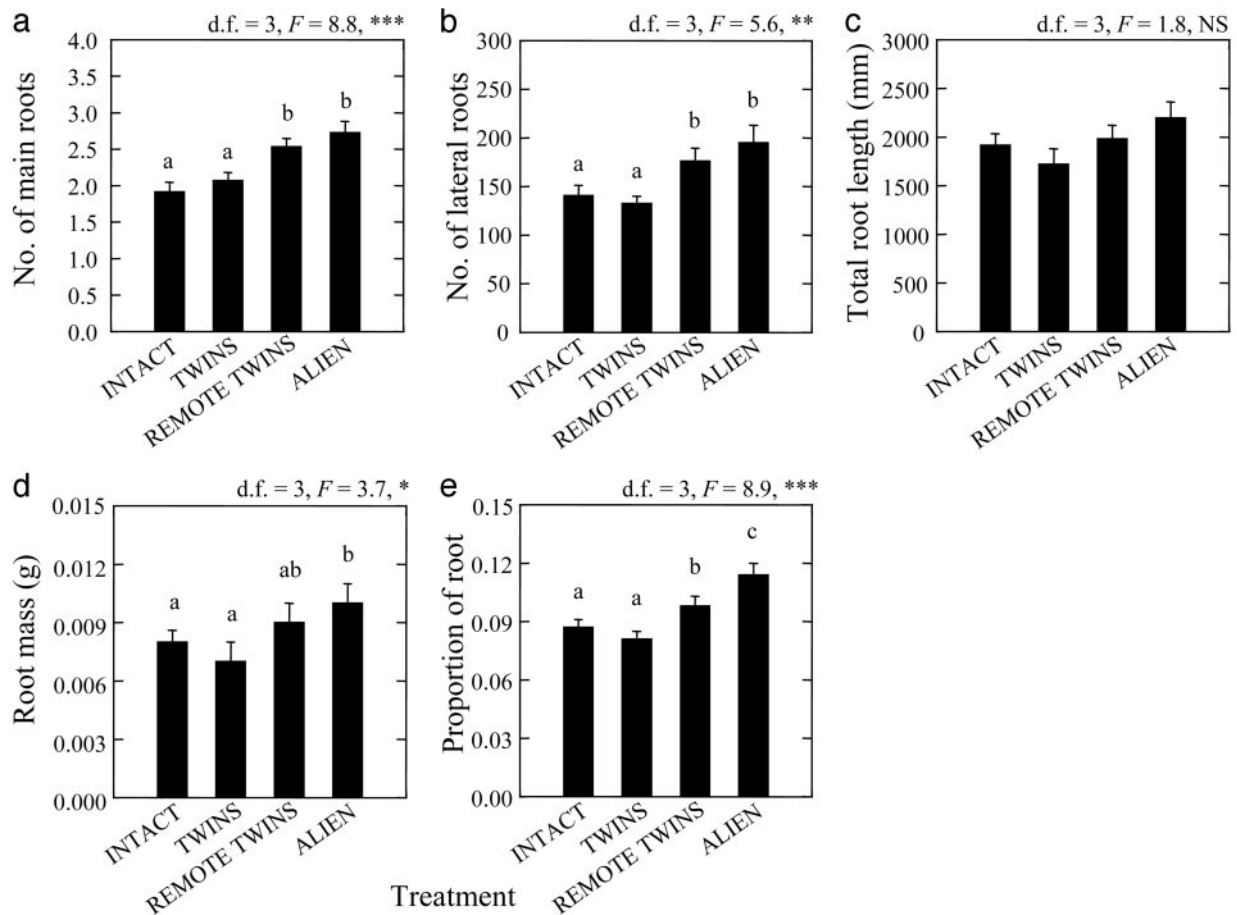 a
d.f. = 3, F = 8.8, ***
No. of main roots
4.0
3.5
3.0
2.5
2.0
1.5
1.0
0.5
0.0
a
a
b
b
INTACT
TWINS
REMOTE TWINS
ALIEN
b
d.f. = 3, F = 5.6, **
No. of lateral roots
300
250
200
150
100
50
0
a
a
b
b
INTACT
TWINS
REMOTE TWINS
ALIEN
c
d.f. = 3, F = 1.8, NS
Total root length (mm)
3000
2500
2000
1500
1000
500
0
INTACT
TWINS
REMOTE TWINS
ALIEN
d
d.f. = 3, F = 3.7, *
Root mass (g)
0.015
0.012
0.009
0.006
0.003
0.000
a
a
ab
b
INTACT
TWINS
REMOTE TWINS
ALIEN
e
d.f. = 3, F = 8.9, ***
Proportion of root
0.15
0.12
0.09
0.06
0.03
0.00
a
a
b
c
INTACT
TWINS
REMOTE TWINS
ALIEN
Treatment